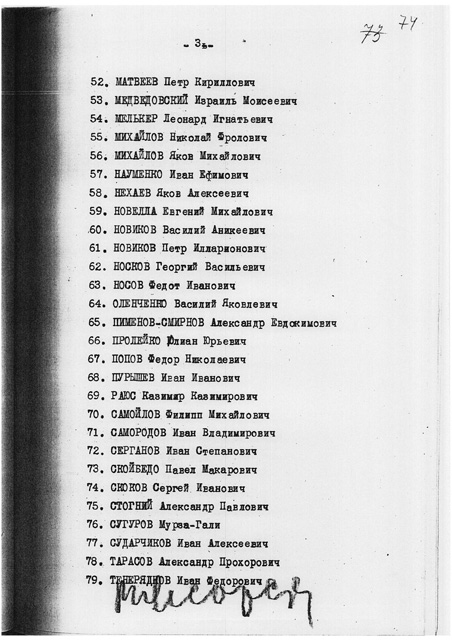 74
73
- 3. -
52. МАТВЕЕВ Петр Кириллович
53. МЕДВЕДОВСКИЙ Израиль Моисеевич
54. МЕЛЬКЕР Леонард Игнатьевич
55. МИХАЙЛОВ Николай Фролович
56. МИХАЙЛОВ Яков Михайлович
57. НАУМЕНКО Иван Ефимович
58. НЕХАЕВ Яков Алексеевич
59. НОВЕЛЛА Евгений Михайлович
60. НОВИКОВ Василий Аникеевич
61. НОВИКОВ Петр Илларионович
62. НОСКОВ Георгий Васильевич
63. НОСОВ Федот Иванович
64. ОЛЕНЧЕНКО Василий Яковлевич
65. ПИМЕНОВ-СМИРНОВ Александр Евдокимович
66. ПРОЛЕЙКО Юлиан Юрьевич
67. ПОПОВ Федор Николаевич
68. ПУРЫШЕВ Иван Иванович
69. РАЮС Казимир Казимирович
70. САМОЙЛОВ Филипп Михайлович
71. САМОРОДОВ Иван Владимирович
72. СЕРГАНОВ Иван Степанович
73. СКОЙБЕДО Павел Макарович
74. СКОКОВ Сергей Иванович
75. СТОГНИЙ Александр Павлович
76. СУГУРОВ Мурза-Гали
77. СУДАРЧИКОВ Иван Алексеевич
78. ТАРАСОВ Александр Прохорович
79. ТЕНЕРЯДКОВ Иван Федорович